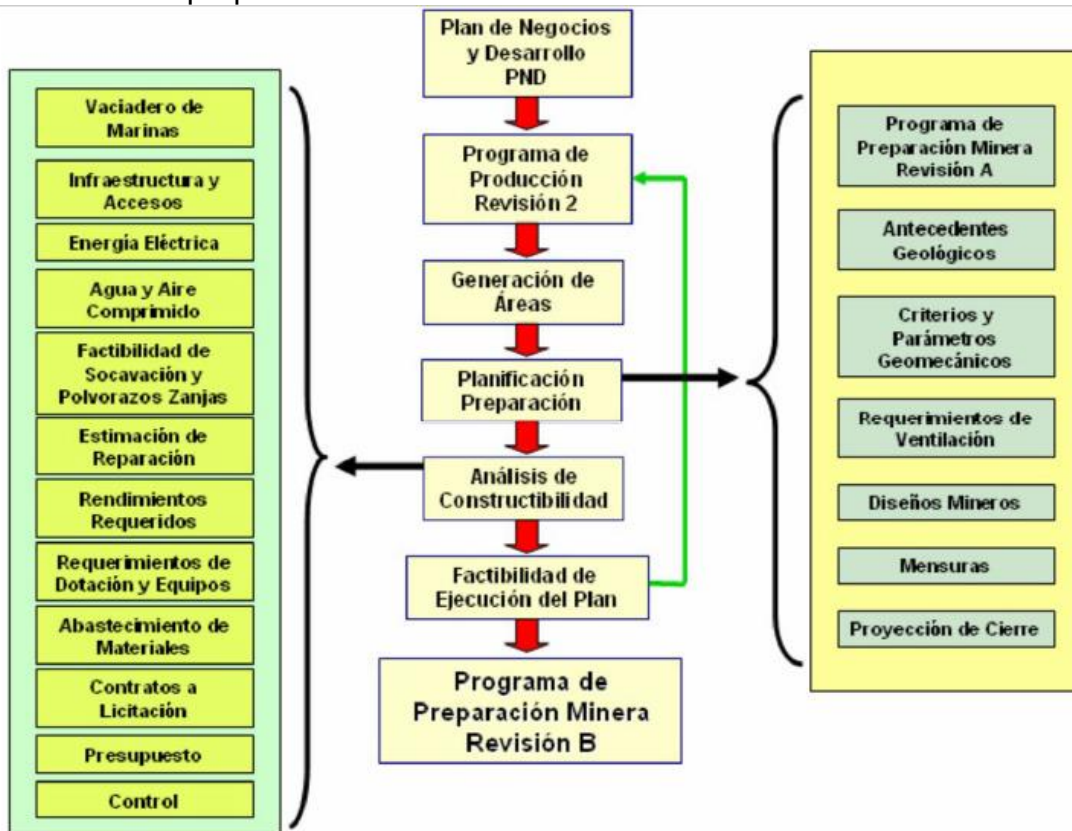 Plan de Negocios
y Desarrollo
PND
Programa de
Producción
Revisión 2
Generación de
Áreas
Planificación
Preparación
Análisis de
Constructibilidad
Factibilidad de
Ejecución del Plan
Programa de
Preparación Minera
Revisión B
Vaciadero de
Marinas
Infraestructura y
Accesos
Energía Eléctrica
Agua y Aire
Comprimido
Factibilidad de
Socavación y
Polvorazos Zanjas
Estimación de
Reparación
Rendimientos
Requeridos
Requerimientos de
Dotación y Equipos
Abastecimiento de
Materiales
Contratos a
Licitación
Presupuesto
Control
Programa de
Preparación Minera
Revisión A
Antecedentes
Geológicos
Criterios y
Parámetros
Geomecánicos
Requerimientos de
Ventilación
Diseños Mineros
Mensuras
Proyección de Cierre